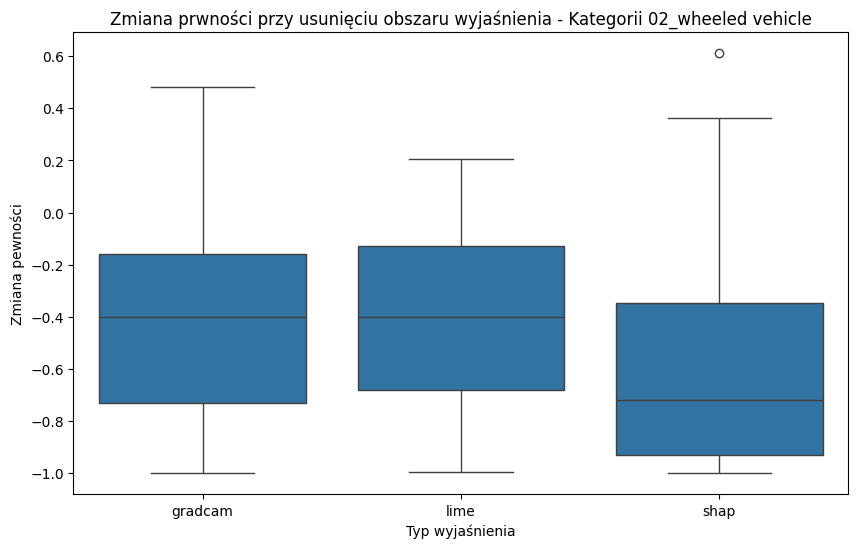 Zmiana prwności przy usunięciu obszaru wyjaśnienia - Kategorii 02_wheeled vehicle
Zmiana pewności
0.6
0.4
0.2
0.0
−0.2
−0.4
−0.6
−0.8
−1.0
gradcam lime shap
Typ wyjaśnienia